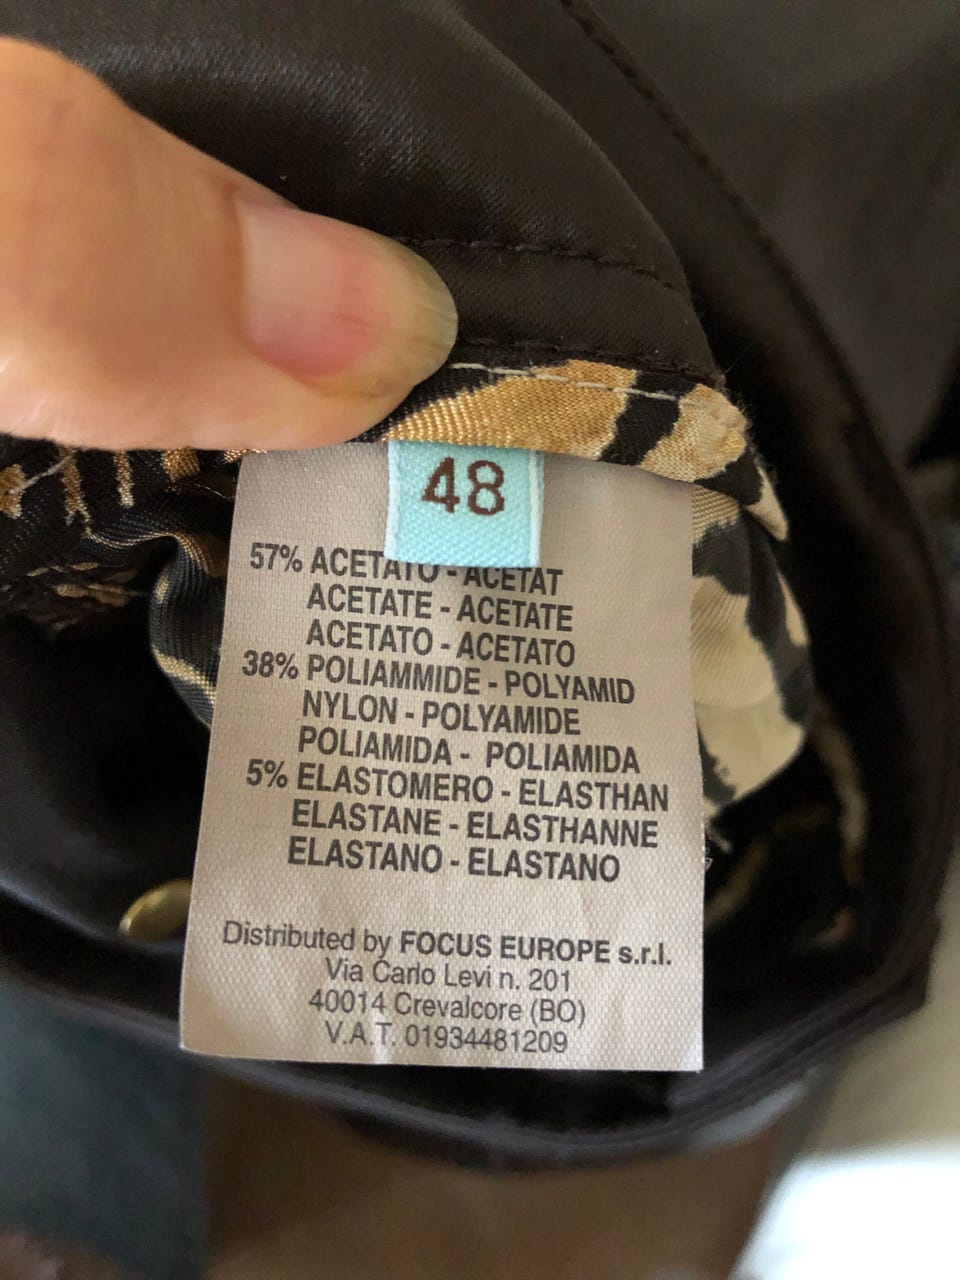 48
57% ACETATO - ACETAT
ACETATE - ACETATE
ACETATO - ACETATO
38% POLIAMMIDE - POLYAMID
NYLON - POLYAMIDE
POLIAMIDA - POLIAMIDA
5% ELASTOMERO - ELASTHAN
ELASTANE - ELASTHANNE
ELASTANO - ELASTANO
Distributed by FOCUS EUROPE s.r.l.
Via Carlo Levi n. 201
40014 Crevalcore (BO)
V.A.T. 01934481209